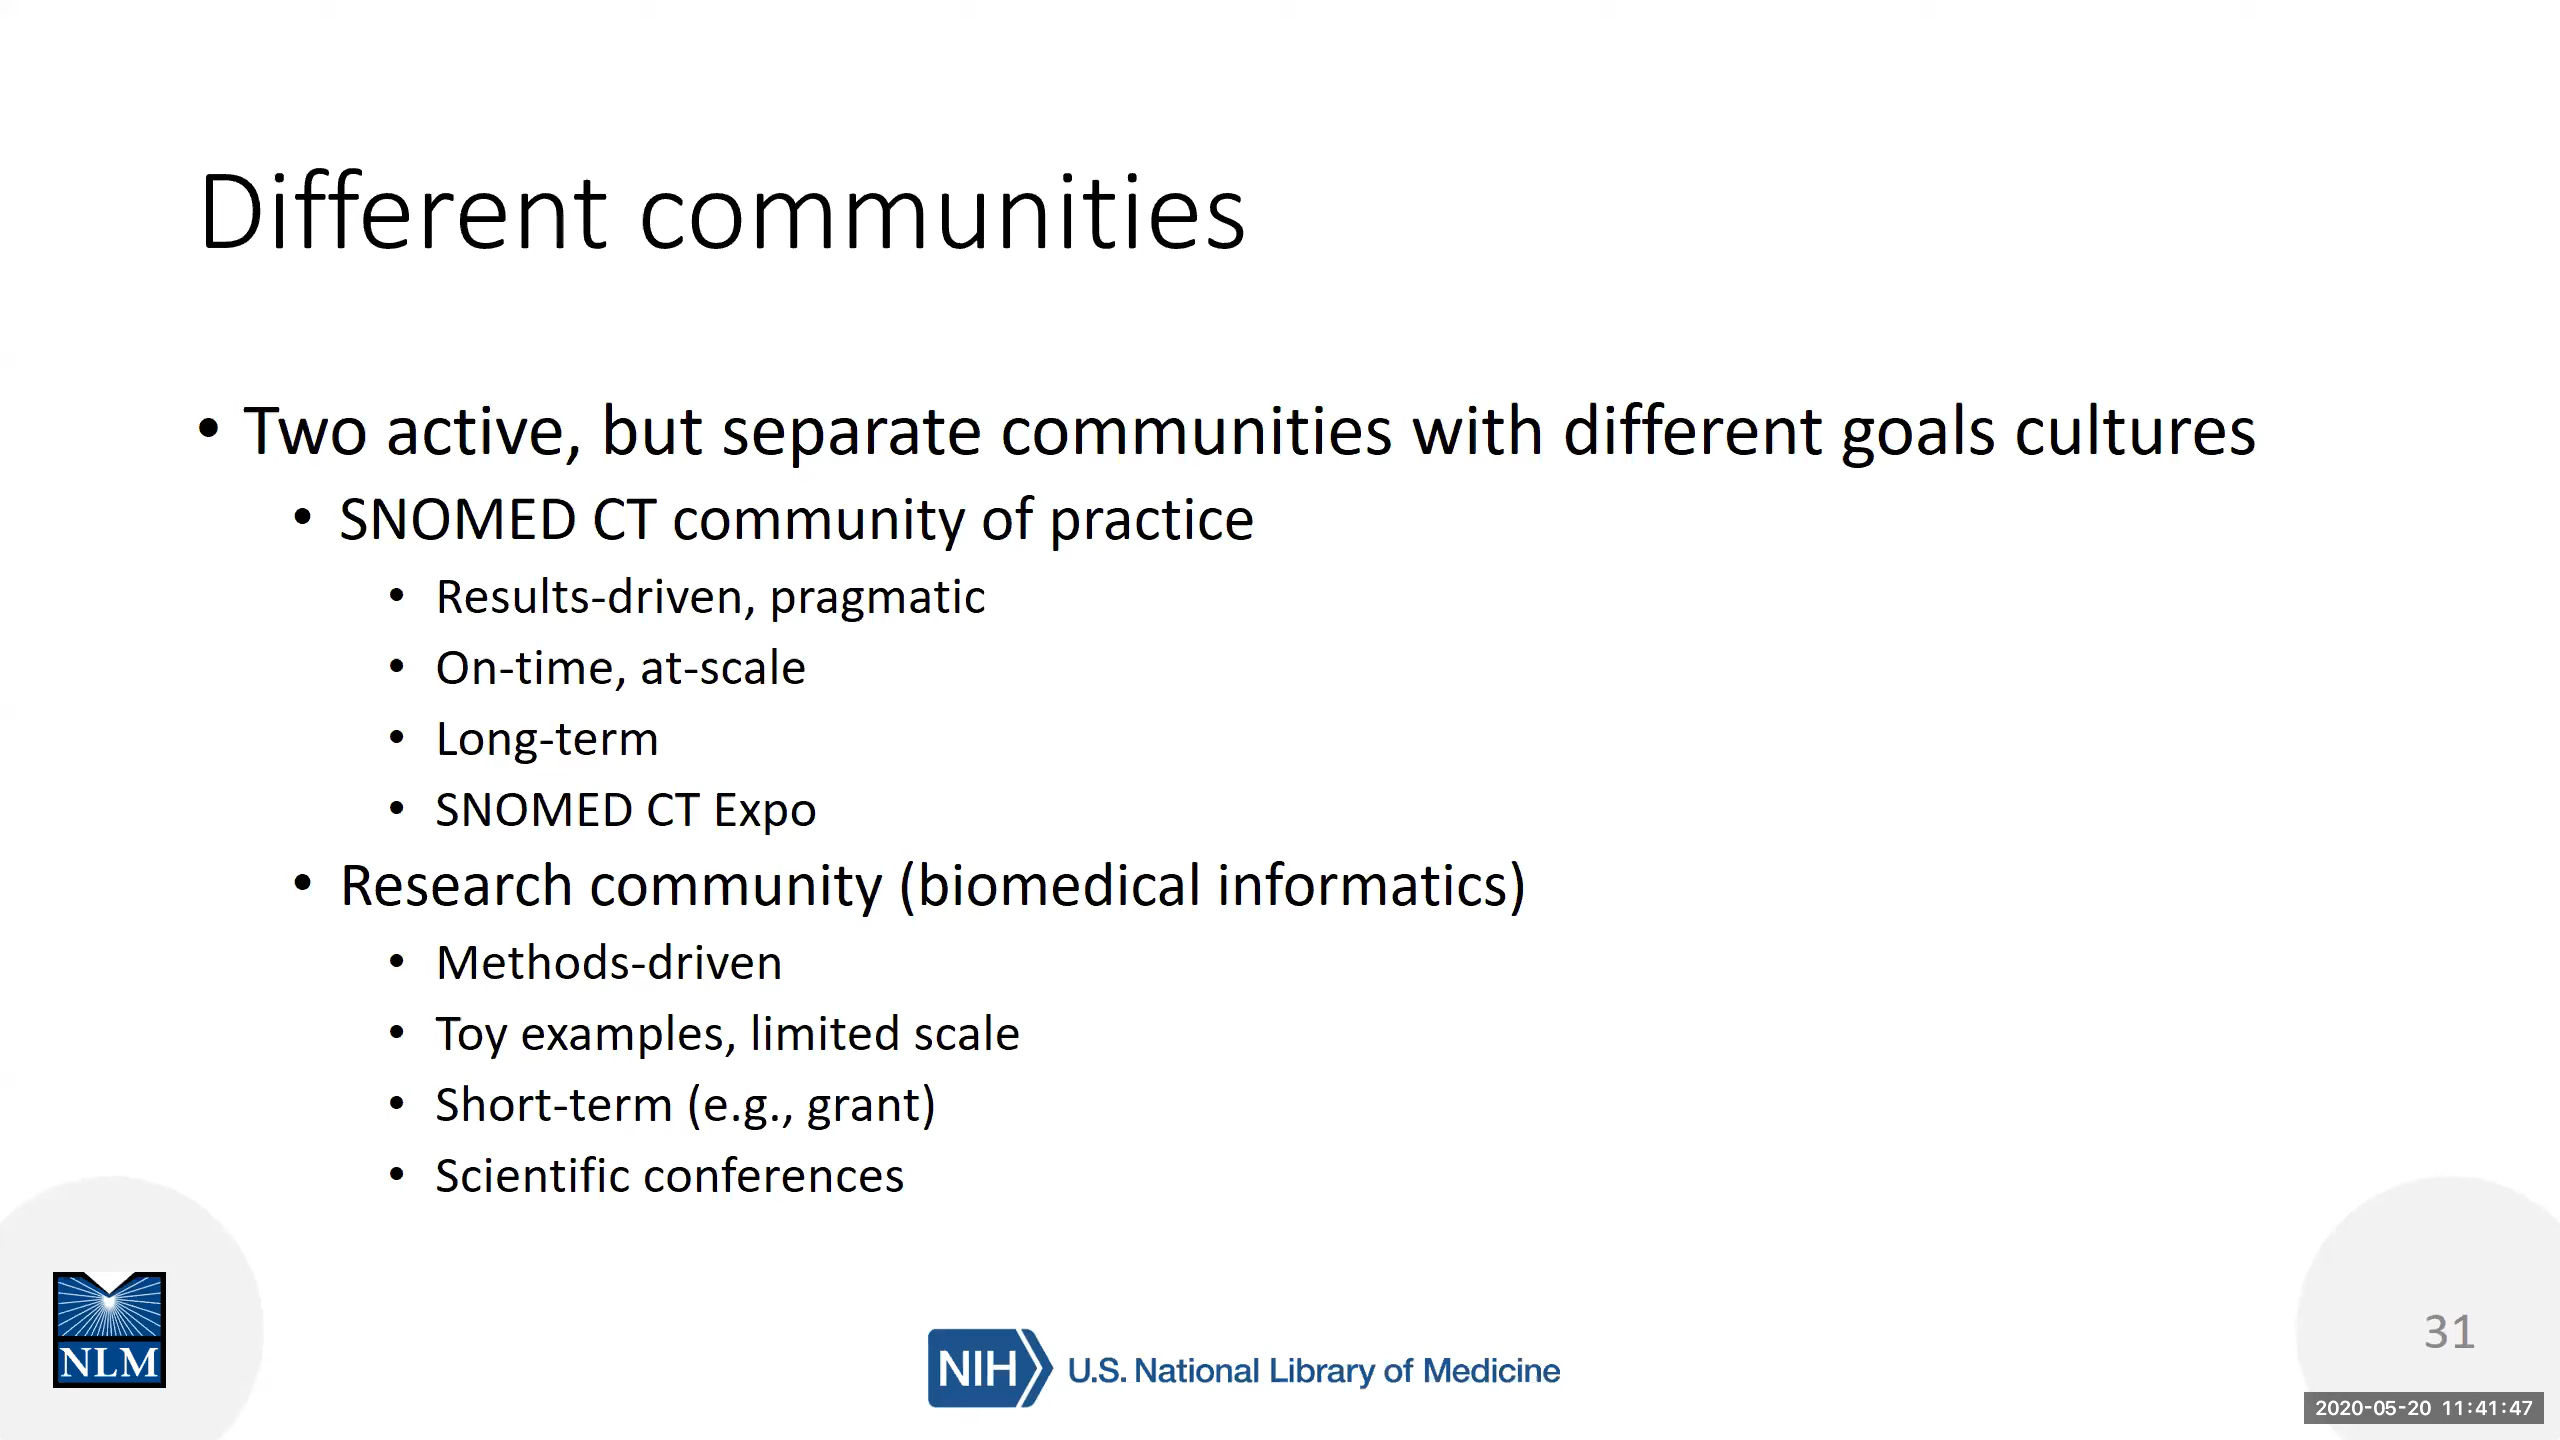 Different communities
• Two active, but separate communities with different goals cultures
• SNOMED CT community of practice
• Results-driven, pragmatic
• On-time, at-scale
• Long-term
• SNOMED CT Expo
• Research community (biomedical informatics)
• Methods-driven
• Toy examples, limited scale
• Short-term (e.g., grant)
• Scientific conferences
NLM
NIH U.S. National Library of Medicine
31
2020-05-20 11:41:47